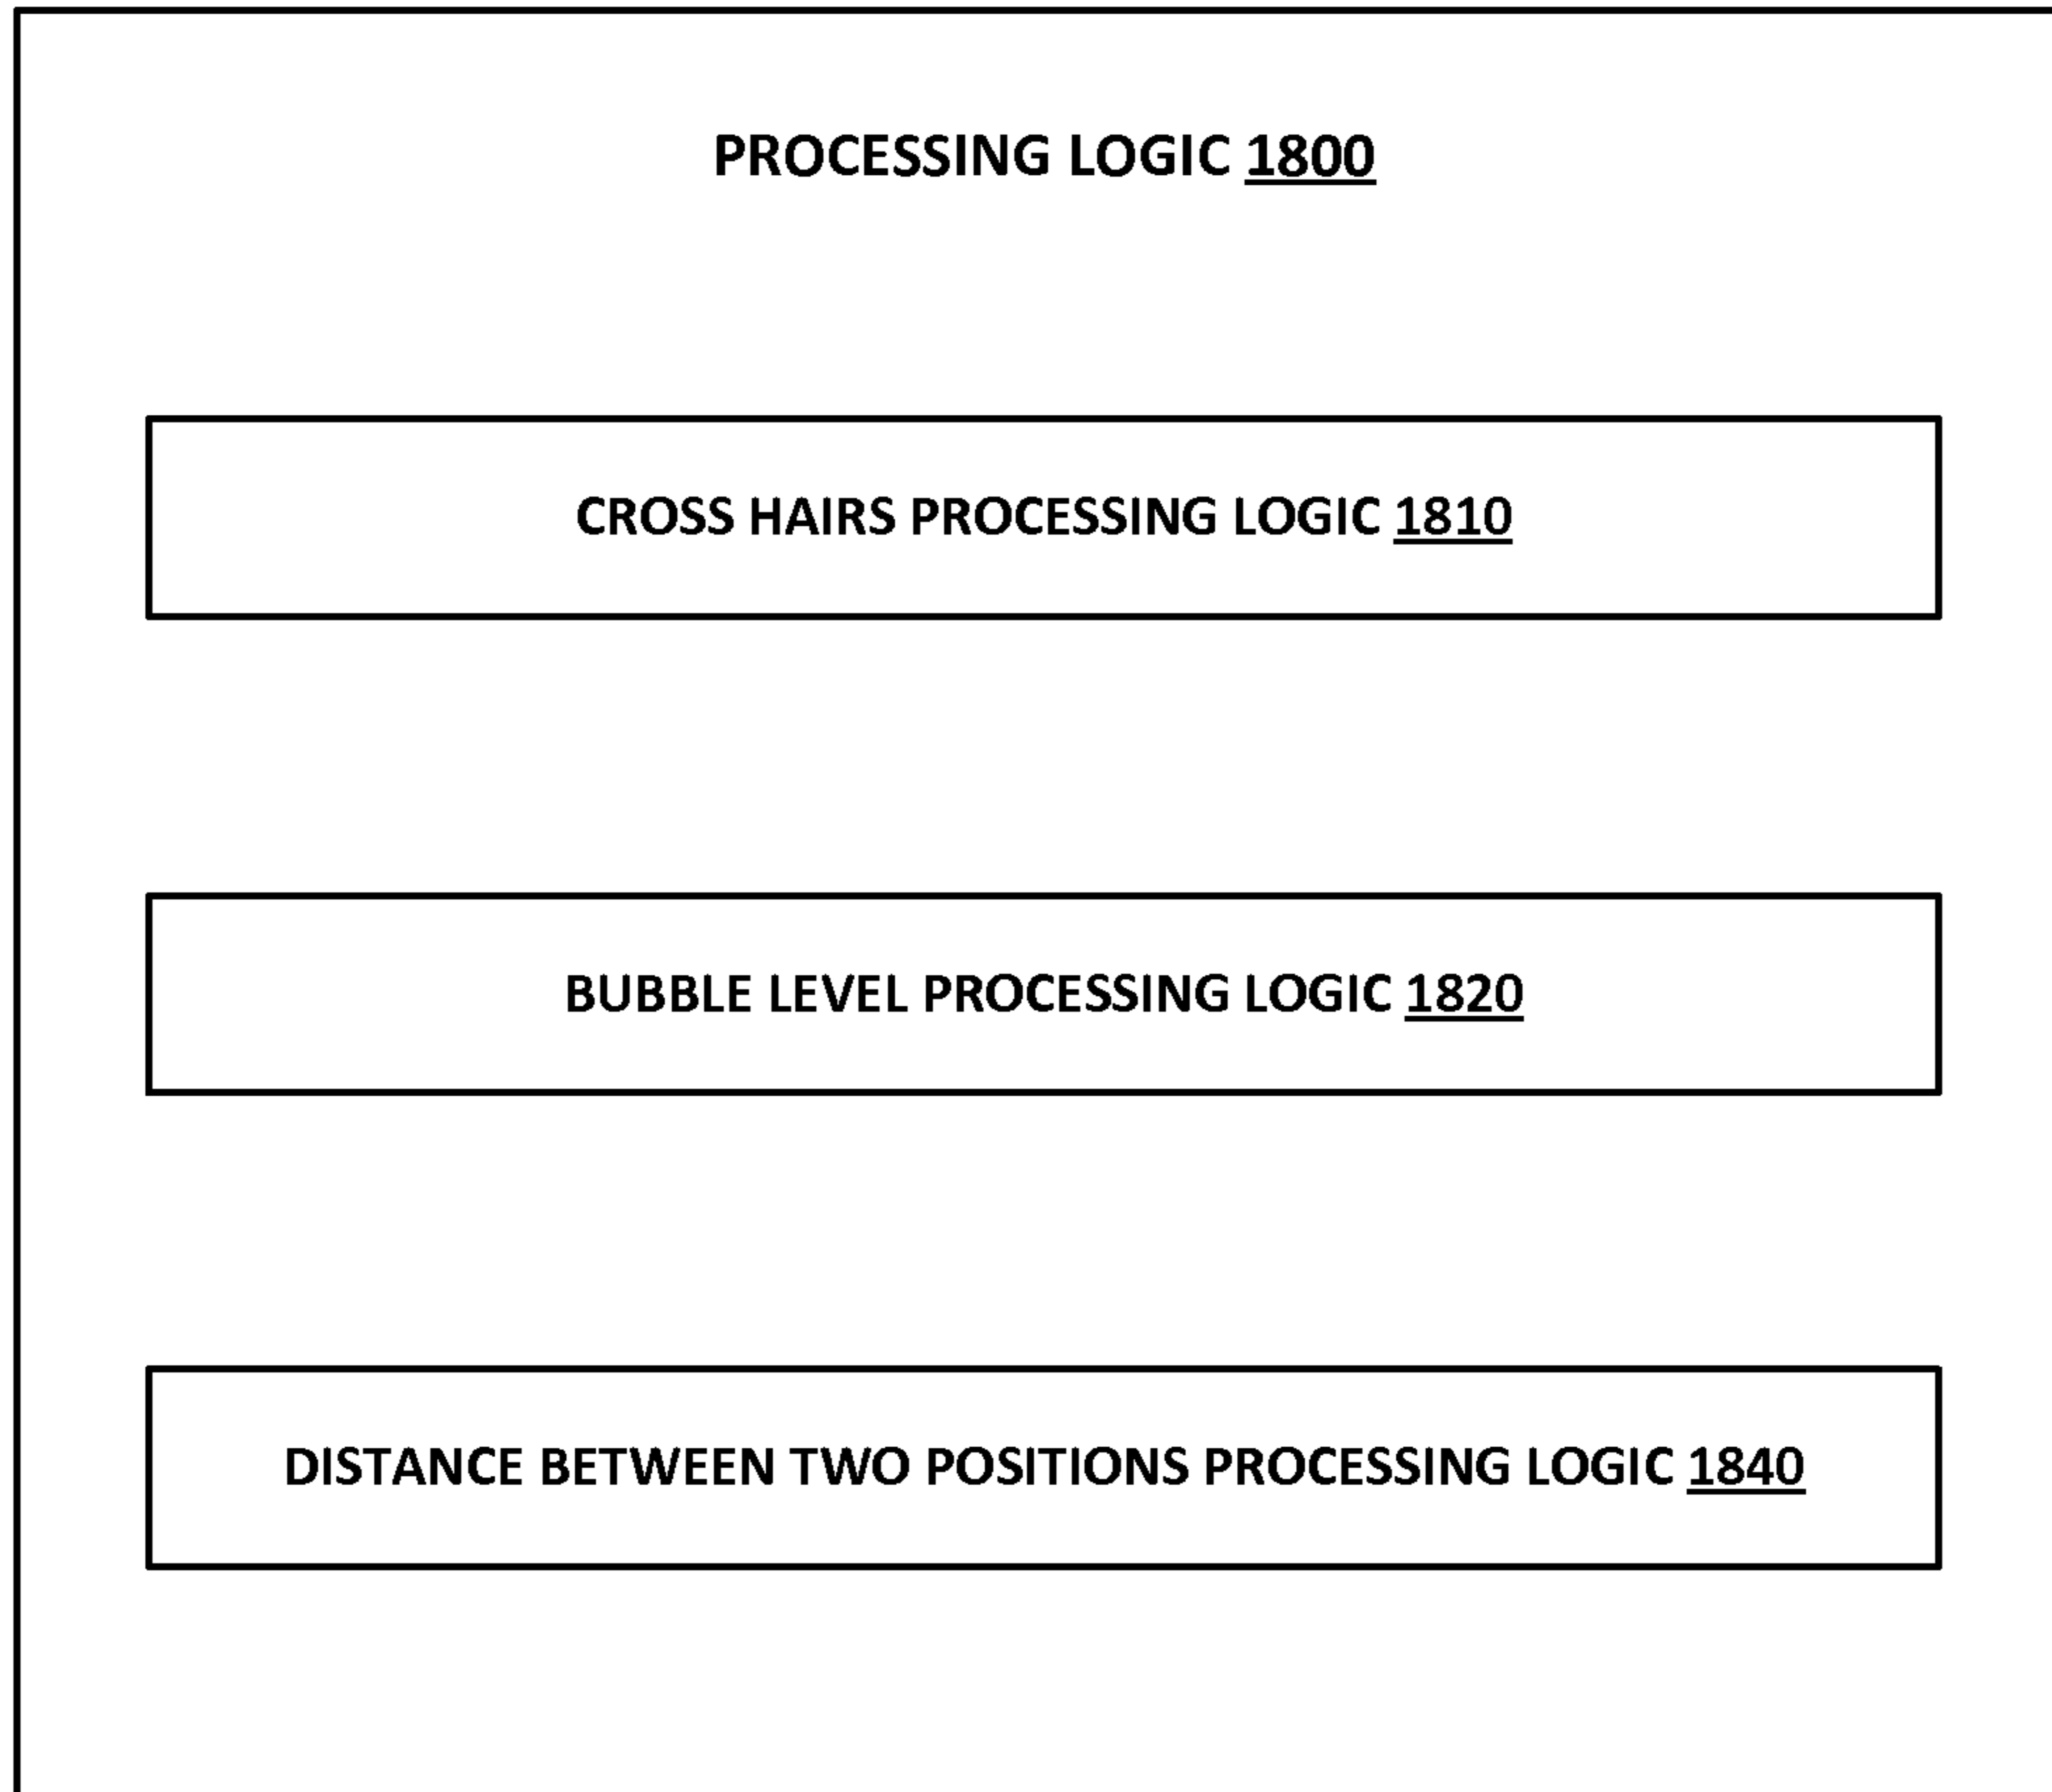 PROCESSING LOGIC 1800
CROSS HAIRS PROCESSING LOGIC 1810
BUBBLE LEVEL PROCESSING LOGIC 1820
DISTANCE BETWEEN TWO POSITIONS PROCESSING LOGIC 1840